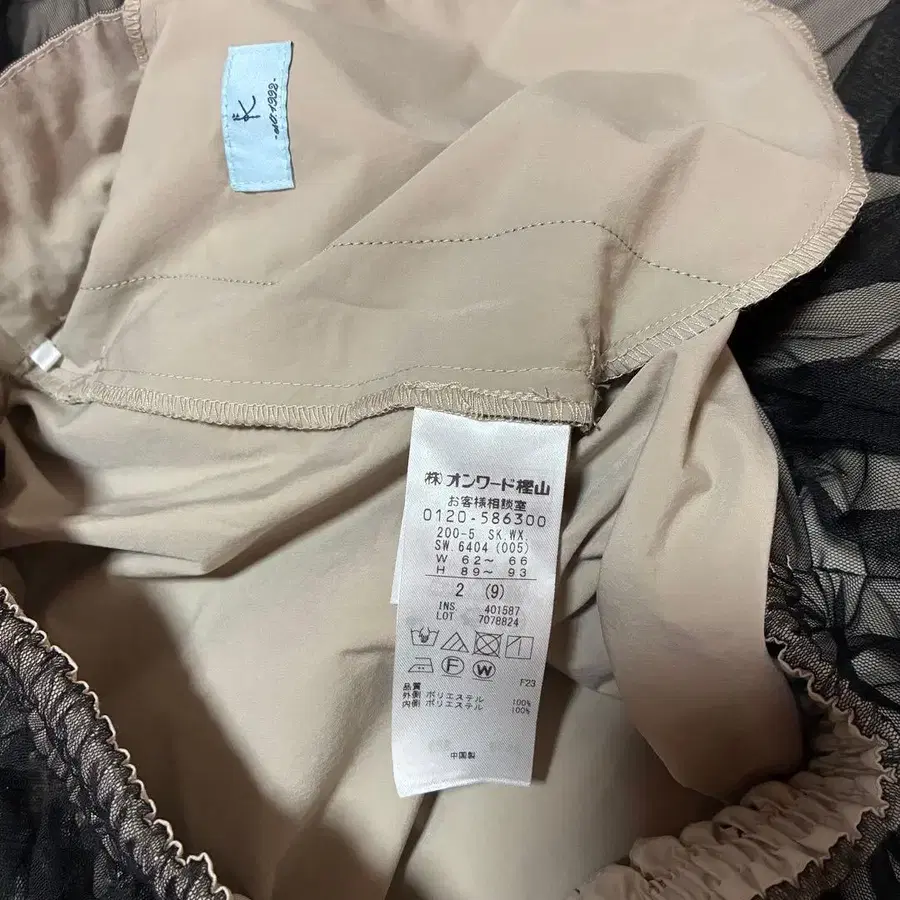 K
(株)オンワード樫山
お客様相談室
0120-586300
200-5 SK.WX.
SW.6404 (005)
W 62～ 66
H 89～ 93
2 (9)
INS. 401587
LOT 7078824
F
W
F23
品質
外側 ポリエステル 100%
内側 ポリエステル 100%
中国製